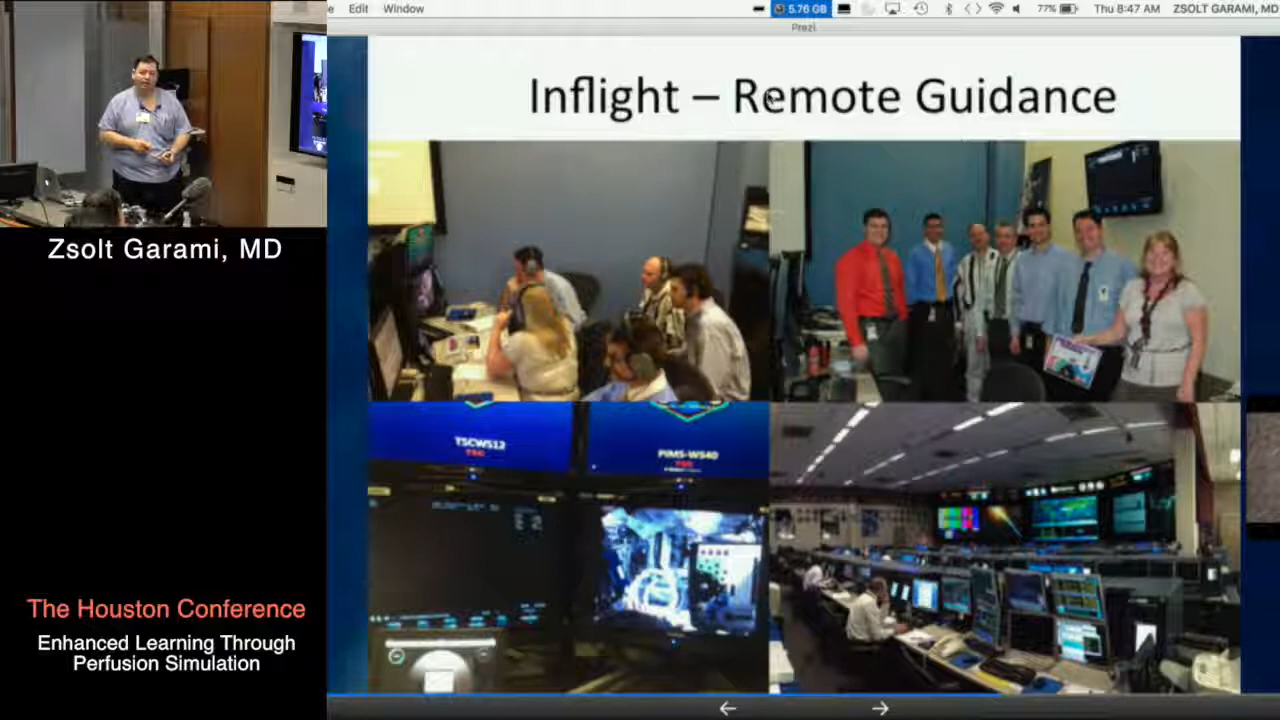 e Edit Window 5.76 GB 77% Thu 8:47 AM ZSOLT GARAMI, MD
Prezi
Inflight – Remote Guidance
Zsolt Garami, MD
TSCWS12
PIMS-WS40
The Houston Conference
Enhanced Learning Through
Perfusion Simulation